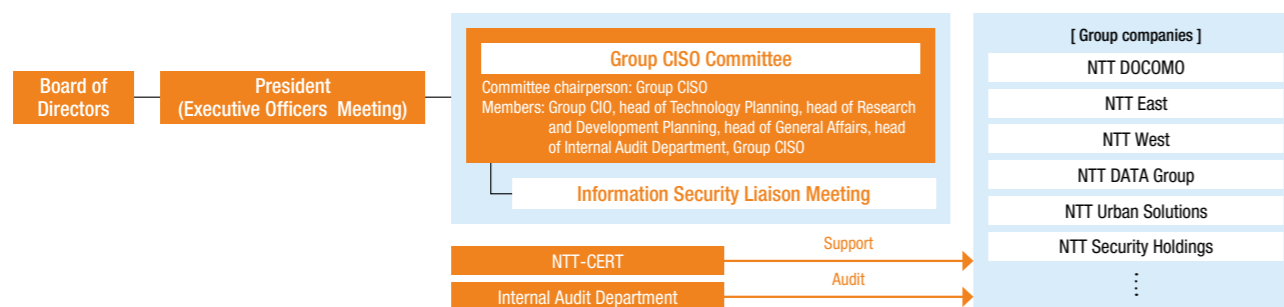 Board of
Directors
President
(Executive Officers Meeting)
Group CISO Committee
Committee chairperson: Group CISO
Members: Group CIO, head of Technology Planning, head of Research
and Development Planning, head of General Affairs, head
of Internal Audit Department, Group CISO
Information Security Liaison Meeting
NTT-CERT
Support
Internal Audit Department
Audit
[ Group companies ]
NTT DOCOMO
NTT East
NTT West
NTT DATA Group
NTT Urban Solutions
NTT Security Holdings
⋮